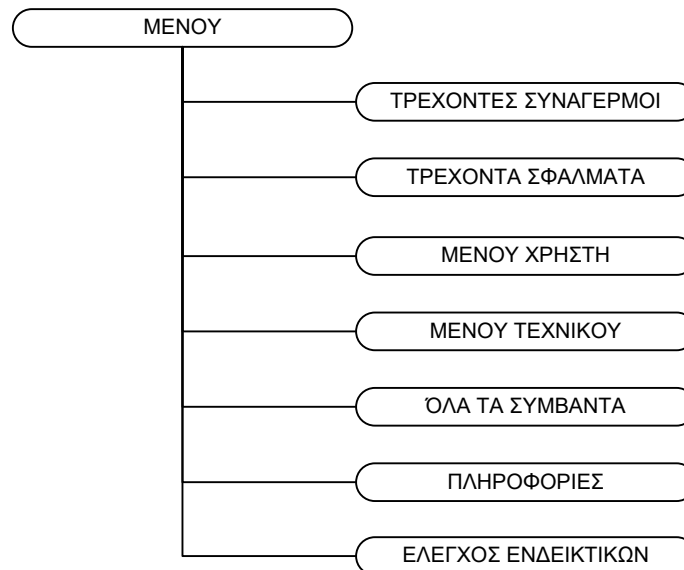 ΜΕΝΟΥ
ΤΡΕΧΟΝΤΕΣ ΣΥΝΑΓΕΡΜΟΙ
ΤΡΕΧΟΝΤΑ ΣΦΑΛΜΑΤΑ
ΜΕΝΟΥ ΧΡΗΣΤΗ
ΜΕΝΟΥ ΤΕΧΝΙΚΟΥ
ΌΛΑ ΤΑ ΣΥΜΒΑΝΤΑ
ΠΛΗΡΟΦΟΡΙΕΣ
ΕΛΕΓΧΟΣ ΕΝΔΕΙΚΤΙΚΩΝ